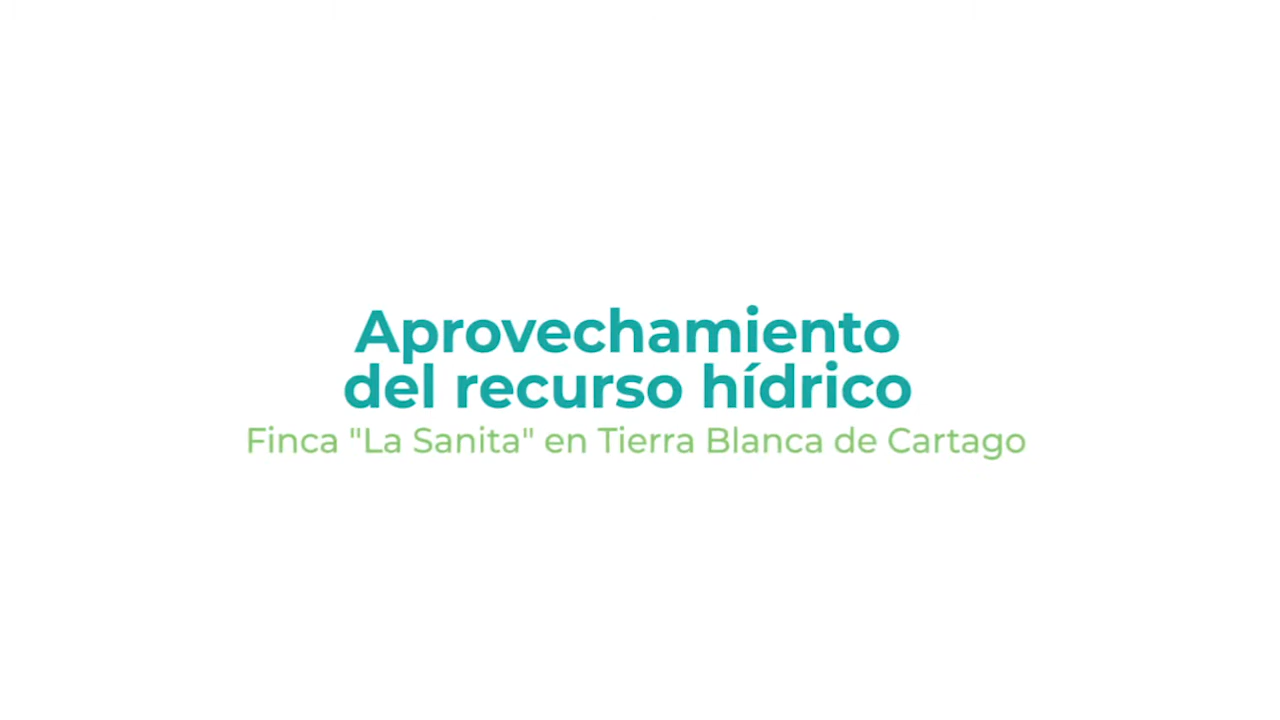 Aprovechamiento
del recurso hídrico
Finca "La Sanita" en Tierra Blanca de Cartago